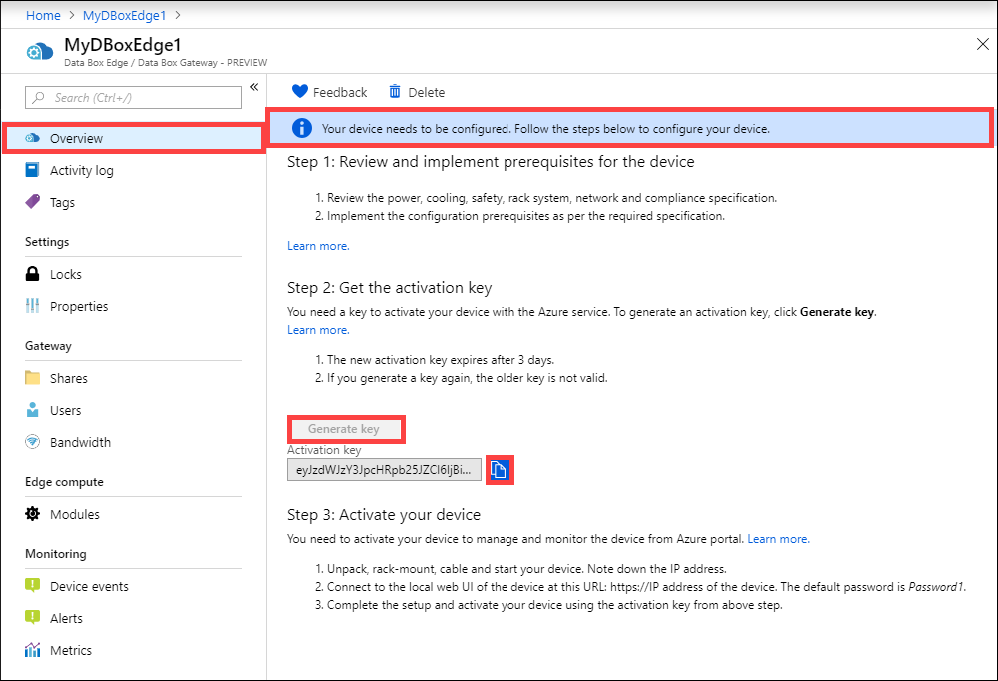 Home > MyDBoxEdge1 >
MyDBoxEdge1
Data Box Edge / Data Box Gateway - PREVIEW
Search (Ctrl+/)
«
Overview
Activity log
Tags
Settings
Locks
Properties
Gateway
Shares
Users
Bandwidth
Edge compute
Modules
Monitoring
Device events
Alerts
Metrics
Feedback
Delete
Your device needs to be configured. Follow the steps below to configure your device.
Step 1: Review and implement prerequisites for the device
1. Review the power, cooling, safety, rack system, network and compliance specification.
2. Implement the configuration prerequisites as per the required specification.
Learn more.
Step 2: Get the activation key
You need a key to activate your device with the Azure service. To generate an activation key, click Generate key.
Learn more.
1. The new activation key expires after 3 days.
2. If you generate a key again, the older key is not valid.
Generate key
Activation key
eyJzdWJzY3JpcHRpb25JZCI6IjBi...
Step 3: Activate your device
You need to activate your device to manage and monitor the device from Azure portal. Learn more.
1. Unpack, rack-mount, cable and start your device. Note down the IP address.
2. Connect to the local web UI of the device at this URL: https://IP address of the device. The default password is Password1.
3. Complete the setup and activate your device using the activation key from above step.